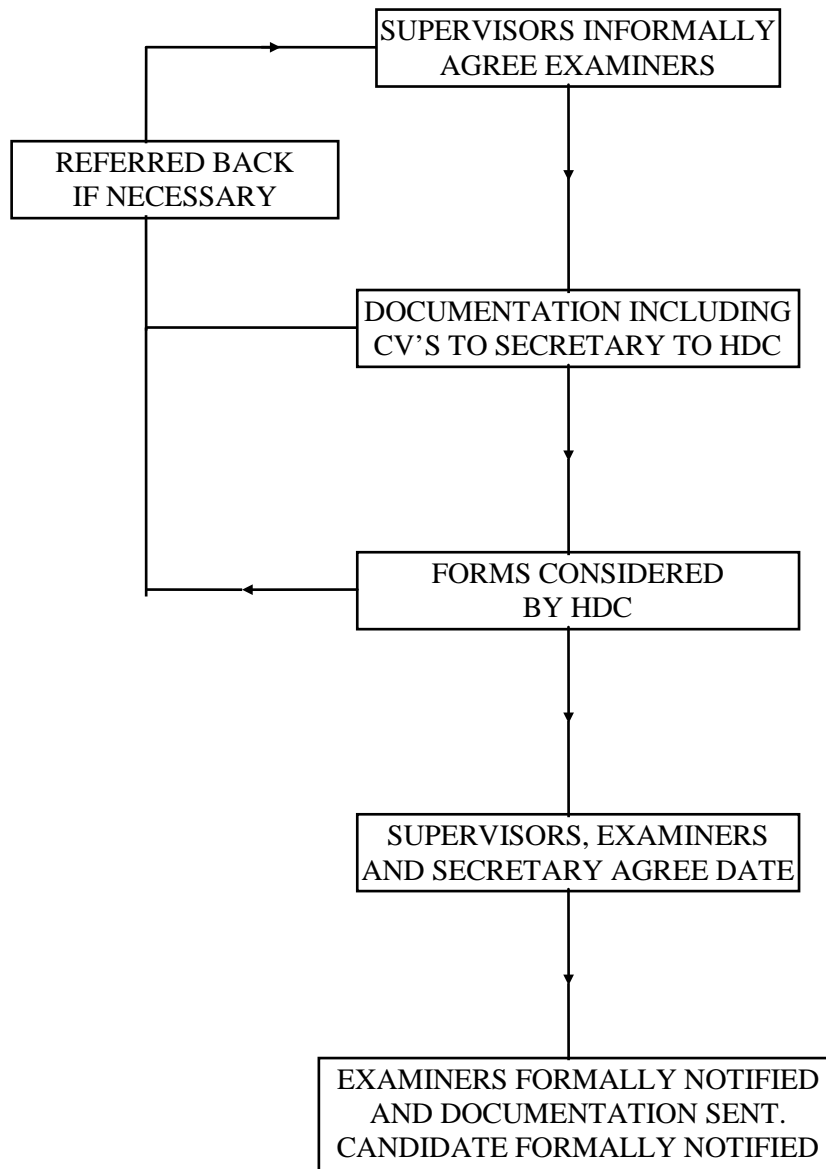 SUPERVISORS INFORMALLY
AGREE EXAMINERS
REFERRED BACK
IF NECESSARY
DOCUMENTATION INCLUDING
CV'S TO SECRETARY TO HDC
FORMS CONSIDERED
BY HDC
SUPERVISORS, EXAMINERS
AND SECRETARY AGREE DATE
EXAMINERS FORMALLY NOTIFIED
AND DOCUMENTATION SENT.
CANDIDATE FORMALLY NOTIFIED